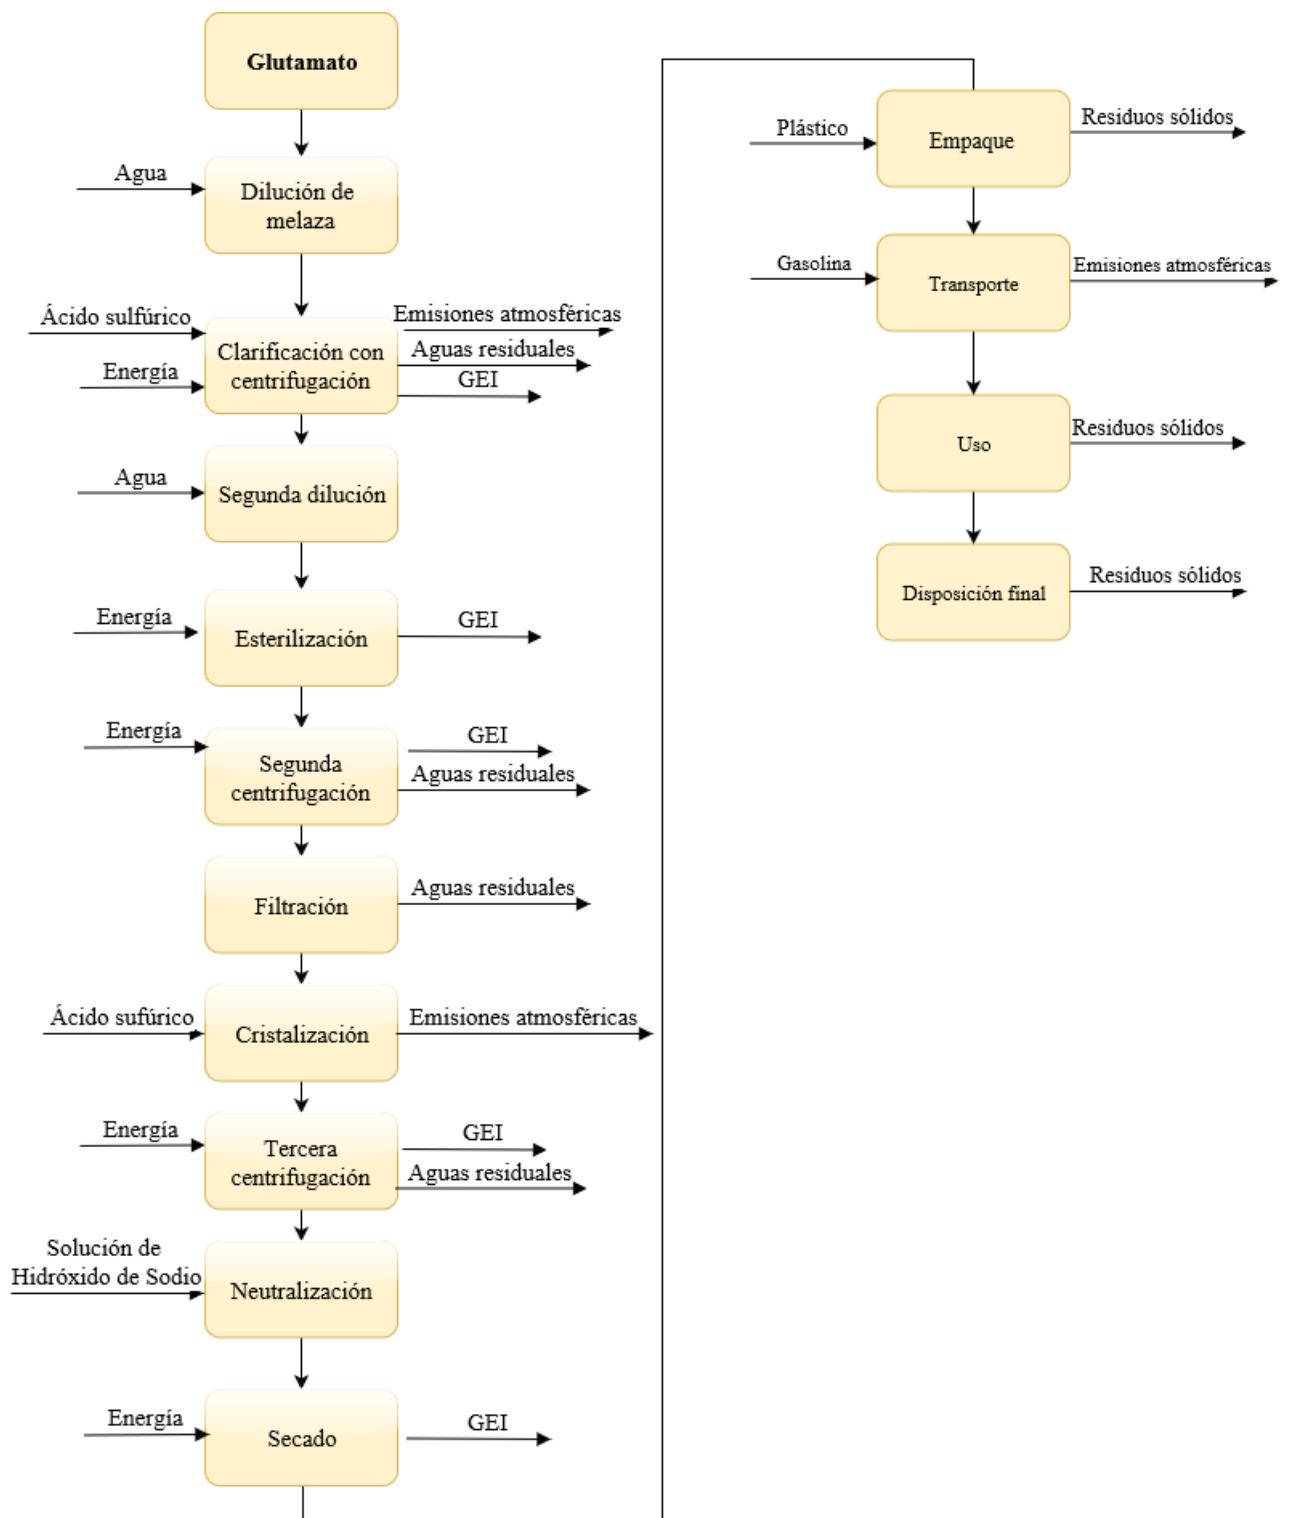 Glutamato
Agua
Dilución de
melaza
Ácido sulfúrico
Energía
Clarificación con
centrifugación
Emisiones atmosféricas
Aguas residuales
GEI
Agua
Segunda dilución
Energía
Esterilización
GEI
Energía
Segunda
centrifugación
GEI
Aguas residuales
Filtración
Aguas residuales
Ácido sufúrico
Cristalización
Emisiones atmosféricas
Energía
Tercera
centrifugación
GEI
Aguas residuales
Solución de
Hidróxido de Sodio
Neutralización
Energía
Secado
GEI
Plástico
Empaque
Residuos sólidos
Gasolina
Transporte
Emisiones atmosféricas
Uso
Residuos sólidos
Disposición final
Residuos sólidos